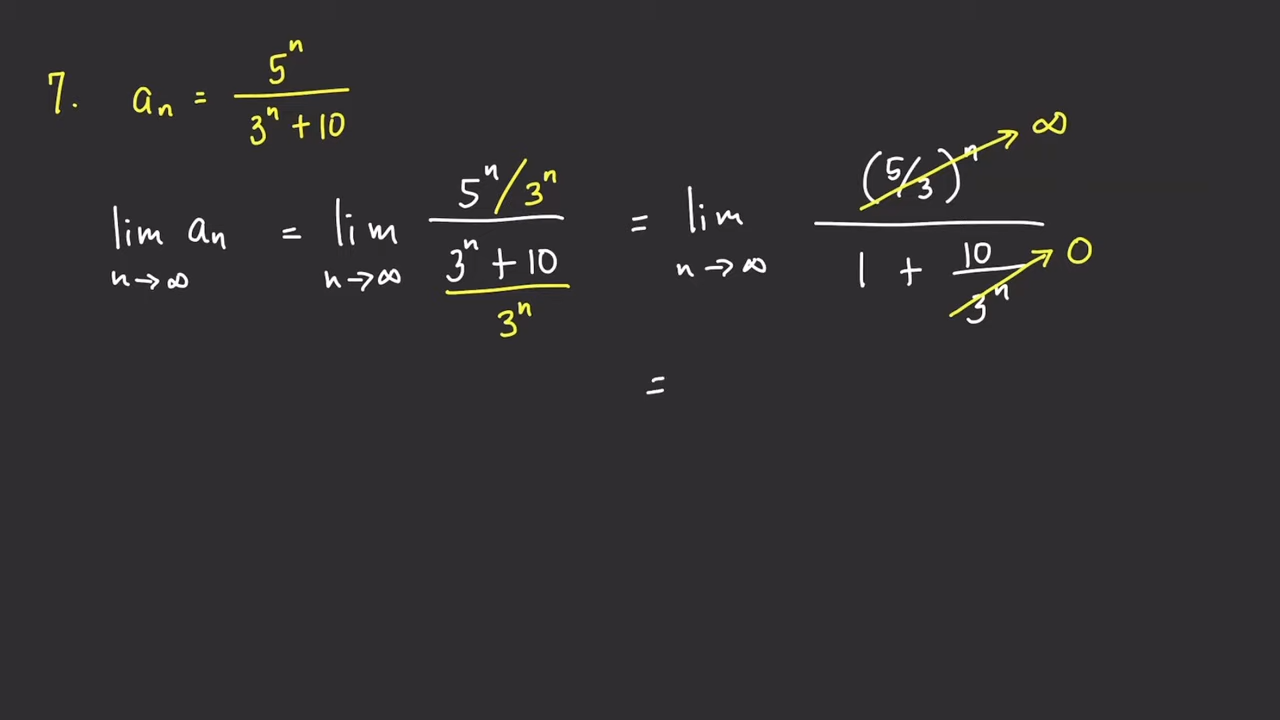 7. aₙ = 5ⁿ / (3ⁿ + 10)
lim n→∞ aₙ = lim n→∞ (5ⁿ/3ⁿ) / ((3ⁿ + 10) / 3ⁿ) = lim n→∞ (5/3)ⁿ → ∞ / (1 + 10/3ⁿ → 0)
=